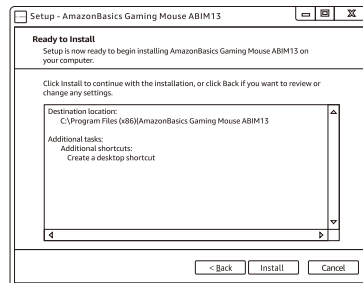 Setup - AmazonBasics Gaming Mouse ABIM13
Ready to Install
Setup is now ready to begin installing AmazonBasics Gaming Mouse ABIM13 on
your computer.
Click Install to continue with the installation, or click Back if you want to review or
change any settings.
Destination location:
C:\Program Files (x86)(AmazonBasics Gaming Mouse ABIM13
Additional tasks:
Additional shortcuts:
Create a desktop shortcut
< Back
Install
Cancel